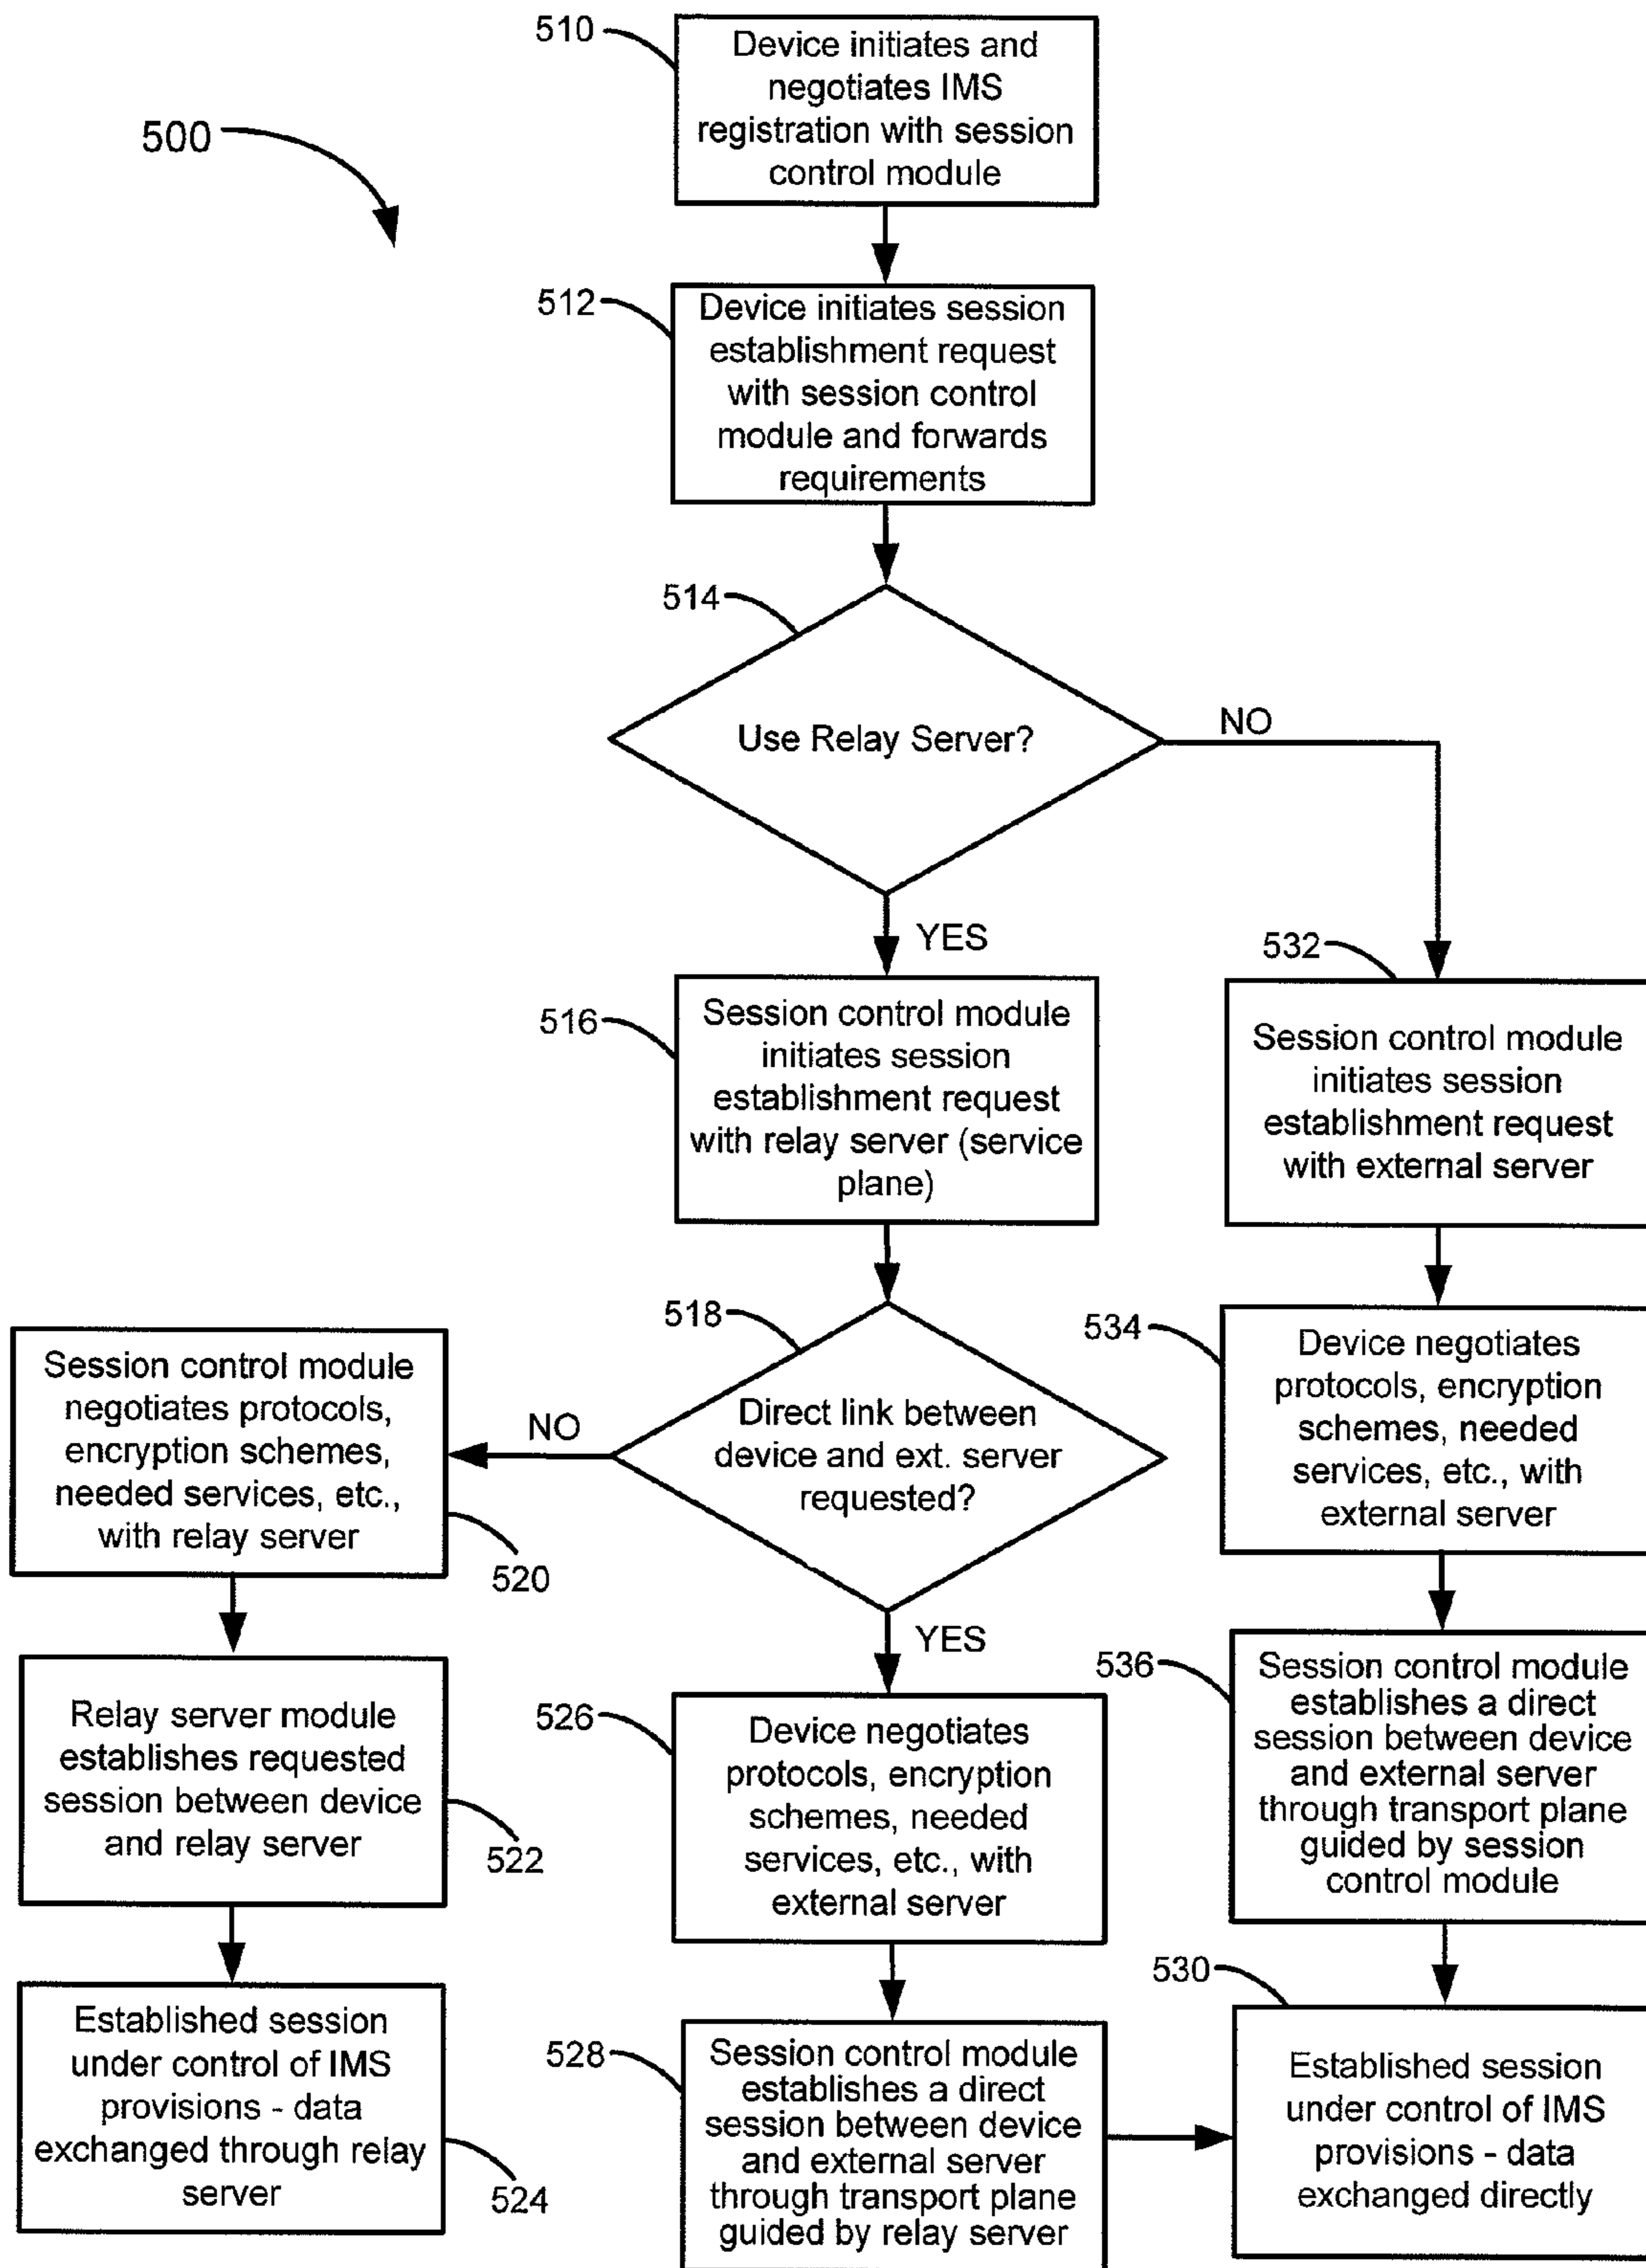 510
Device initiates and
negotiates IMS
registration with session
control module
500
512
Device initiates session
establishment request
with session control
module and forwards
requirements
514
Use Relay Server?
NO
YES
532
516
Session control module
initiates session
establishment request
with relay server (service
plane)
Session control module
initiates session
establishment request
with external server
518
Direct link between
device and ext. server
requested?
NO
YES
Session control module
negotiates protocols,
encryption schemes,
needed services, etc.,
with relay server
520
534
Device negotiates
protocols, encryption
schemes, needed
services, etc., with
external server
Relay server module
establishes requested
session between device
and relay server
522
526
Device negotiates
protocols, encryption
schemes, needed
services, etc., with
external server
536
Session control module
establishes a direct
session between device
and external server
through transport plane
guided by session
control module
Established session
under control of IMS
provisions - data
exchanged through relay
server
524
528
Session control module
establishes a direct
session between device
and external server
through transport plane
guided by relay server
530
Established session
under control of IMS
provisions - data
exchanged directly